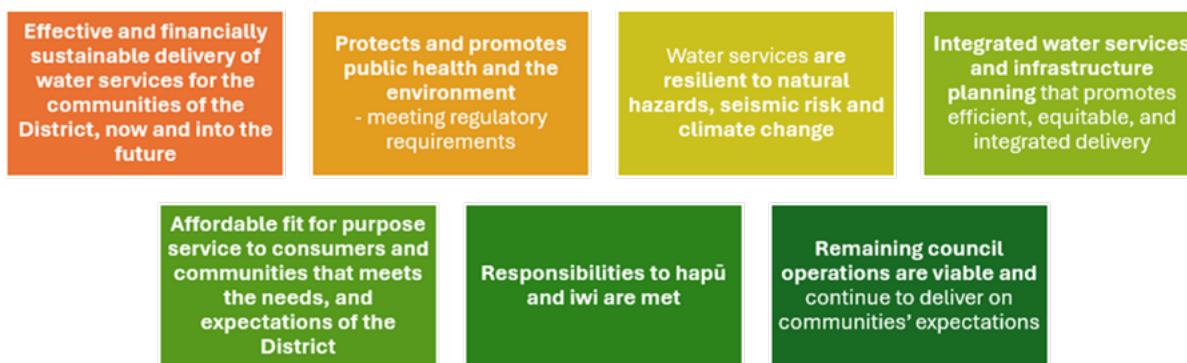 Effective and financially
sustainable delivery of
water services for the
communities of the
District, now and into the
future
Protects and promotes
public health and the
environment
- meeting regulatory
requirements
Water services are
resilient to natural
hazards, seismic risk and
climate change
Integrated water services
and infrastructure
planning that promotes
efficient, equitable, and
integrated delivery
Affordable fit for purpose
service to consumers and
communities that meets
the needs, and
expectations of the
District
Responsibilities to hapū
and iwi are met
Remaining council
operations are viable and
continue to deliver on
communities' expectations